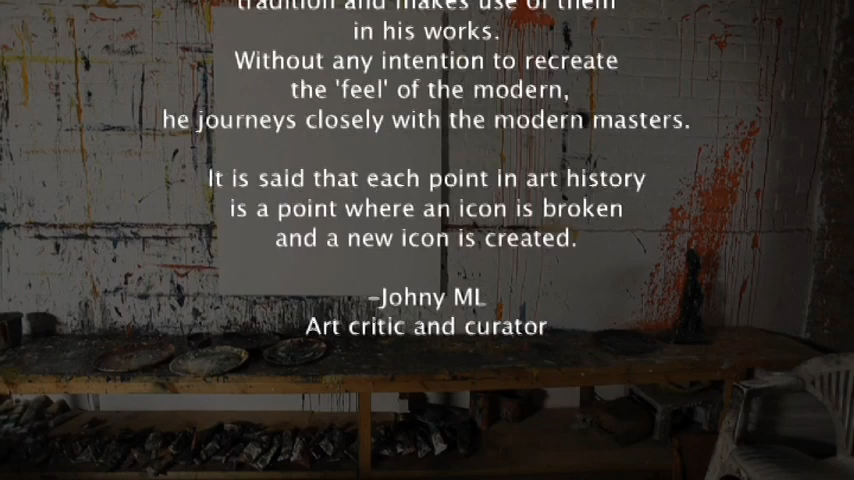 tradition and makes use of them
in his works.
Without any intention to recreate
the 'feel' of the modern,
he journeys closely with the modern masters.
It is said that each point in art history
is a point where an icon is broken
and a new icon is created.
-Johny ML
Art critic and curator